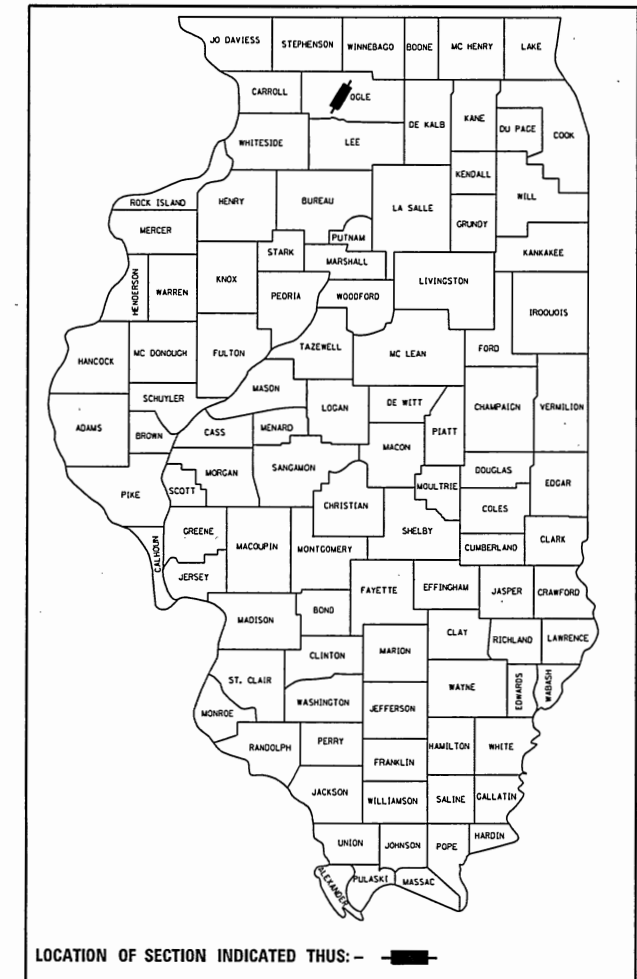 JO DAVIESS
STEPHENSON
WINNEBAGO
BOONE
MC HENRY
LAKE
CARROLL
OGLE
DE KALB
KANE
DU PAGE
COOK
WHITESIDE
LEE
KENDALL
WILL
ROCK ISLAND
HENRY
BUREAU
LA SALLE
GRUNDY
MERCER
PUTNAM
KANKAKEE
STARK
MARSHALL
HENDERSON
WARREN
KNOX
PEORIA
WOODFORD
LIVINGSTON
IROQUOIS
HANCOCK
MC DONOUGH
FULTON
TAZEWELL
MC LEAN
FORD
MASON
SCHUYLER
LOGAN
DE WITT
CHAMPAIGN
VERMILION
ADAMS
BROWN
CASS
MENARD
MACON
PIATT
MORGAN
SANGAMON
DOUGLAS
EDGAR
PIKE
SCOTT
CHRISTIAN
MOULTRIE
COLES
CALHOUN
GREENE
MACOUPIN
MONTGOMERY
SHELBY
CUMBERLAND
CLARK
JERSEY
FAYETTE
EFFINGHAM
JASPER
CRAWFORD
MADISON
BOND
CLAY
RICHLAND
LAWRENCE
CLINTON
MARION
ST. CLAIR
WAYNE
EDWARDS
WABASH
MONROE
WASHINGTON
JEFFERSON
RANDOLPH
PERRY
HAMILTON
WHITE
FRANKLIN
JACKSON
WILLIAMSON
SALINE
GALLATIN
UNION
JOHNSON
POPE
HARDIN
ALEXANDER
PULASKI
MASSAC
LOCATION OF SECTION INDICATED THUS: –